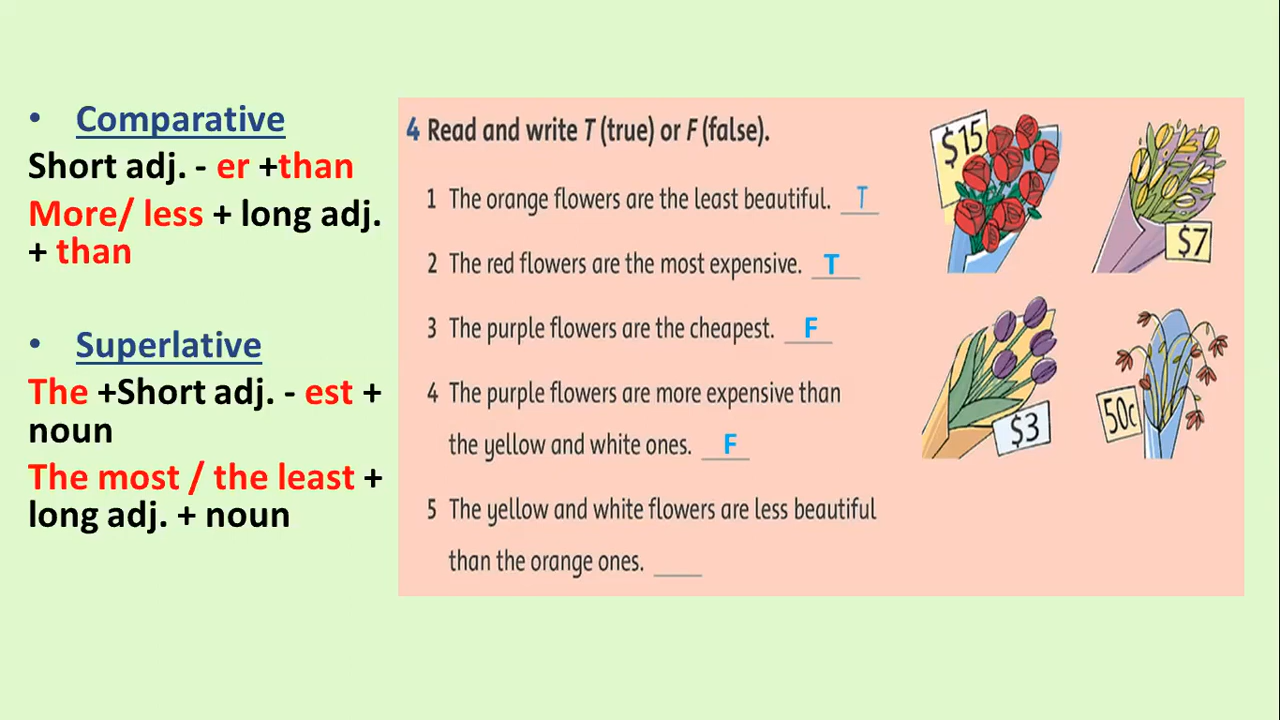 • Comparative
Short adj. - er +than
More/ less + long adj.
+ than
• Superlative
The +Short adj. - est +
noun
The most / the least +
long adj. + noun
4 Read and write T (true) or F (false).
1 The orange flowers are the least beautiful. T
2 The red flowers are the most expensive. T
3 The purple flowers are the cheapest. F
4 The purple flowers are more expensive than
the yellow and white ones. F
5 The yellow and white flowers are less beautiful
than the orange ones. ____
$15
$7
$3
50c